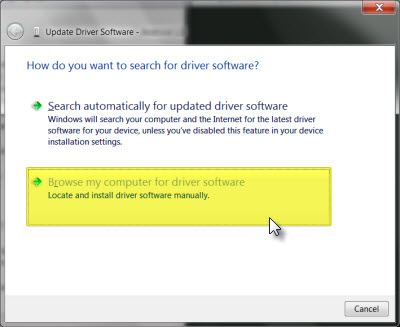 Update Driver Software -
How do you want to search for driver software?
Search automatically for updated driver software
Windows will search your computer and the Internet for the latest driver
software for your device, unless you've disabled this feature in your device
installation settings.
Browse my computer for driver software
Locate and install driver software manually.
Cancel